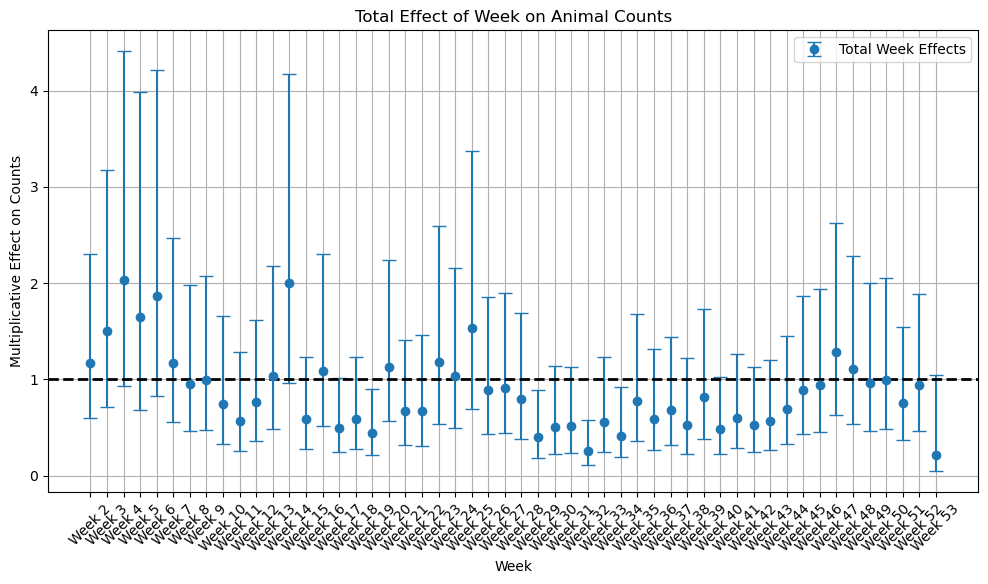 Total Effect of Week on Animal Counts
Total Week Effects
Multiplicative Effect on Counts
4
3
2
1
0
Week 2
Week 3
Week 4
Week 5
Week 6
Week 7
Week 8
Week 9
Week 10
Week 11
Week 12
Week 13
Week 14
Week 15
Week 16
Week 17
Week 18
Week 19
Week 20
Week 21
Week 22
Week 23
Week 24
Week 25
Week 26
Week 27
Week 28
Week 29
Week 30
Week 31
Week 32
Week 33
Week 34
Week 35
Week 36
Week 37
Week 38
Week 39
Week 40
Week 41
Week 42
Week 43
Week 44
Week 45
Week 46
Week 47
Week 48
Week 49
Week 50
Week 51
Week 52
Week 53
Week